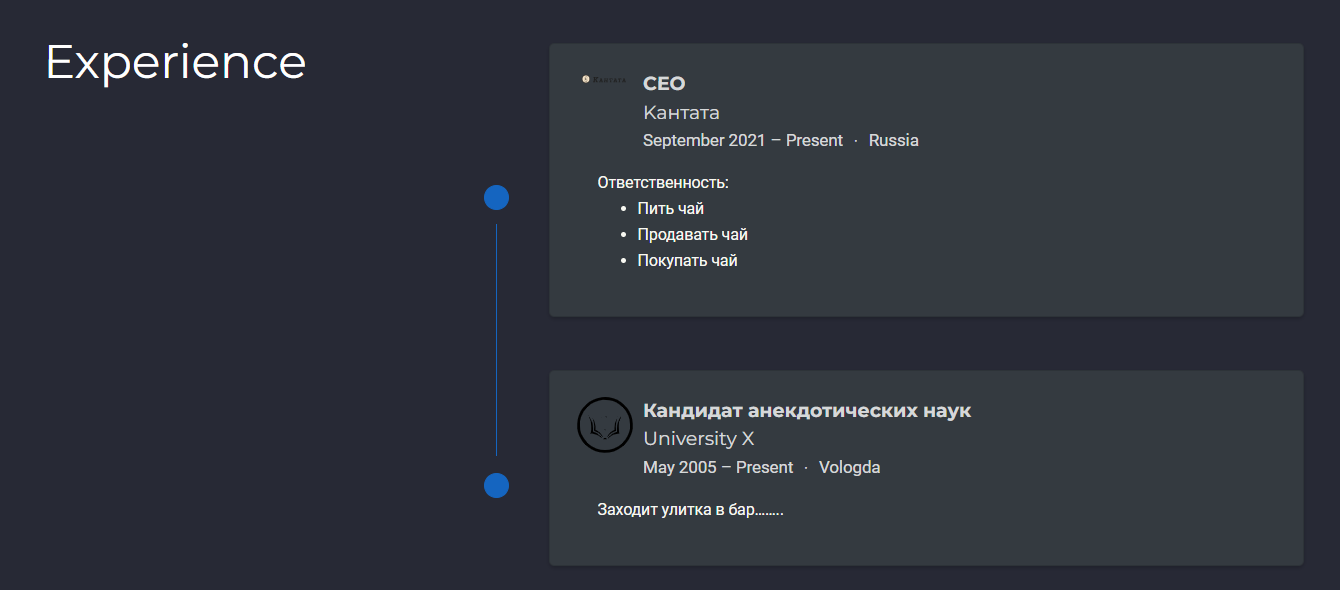 Experience
Кантата
CEO
Кантата
September 2021 – Present · Russia
Ответственность:
• Пить чай
• Продавать чай
• Покупать чай
Кандидат анекдотических наук
University X
May 2005 – Present · Vologda
Заходит улитка в бар........